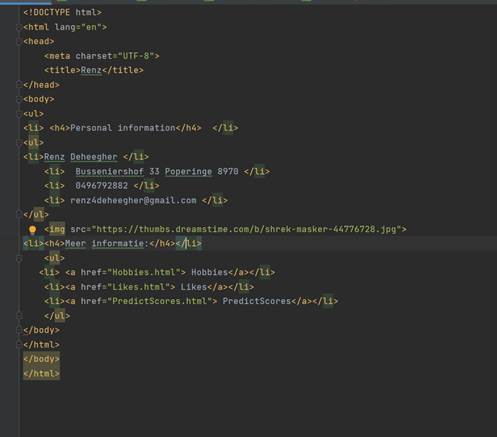 <!DOCTYPE html>
<html lang="en">
<head>
<meta charset="UTF-8">
<title>Renz</title>
</head>
<body>
<ul>
<li> <h4>Personal information</h4> </li>
<ul>
<li>Renz Deheegher </li>
<li> Busseniershof 33 Poperinge 8970 </li>
<li> 0496792882 </li>
<li> renz4deheegher@gmail.com </li>
</ul>
<img src="https://thumbs.dreamstime.com/b/shrek-masker-44776728.jpg">
<li><h4>Meer informatie:</h4></li>
<ul>
<li> <a href="Hobbies.html"> Hobbies</a></li>
<li><a href="Likes.html"> Likes</a></li>
<li><a href="PredictScores.html"> PredictScores</a></li>
</ul>
</body>
</html>
</body>
</html>